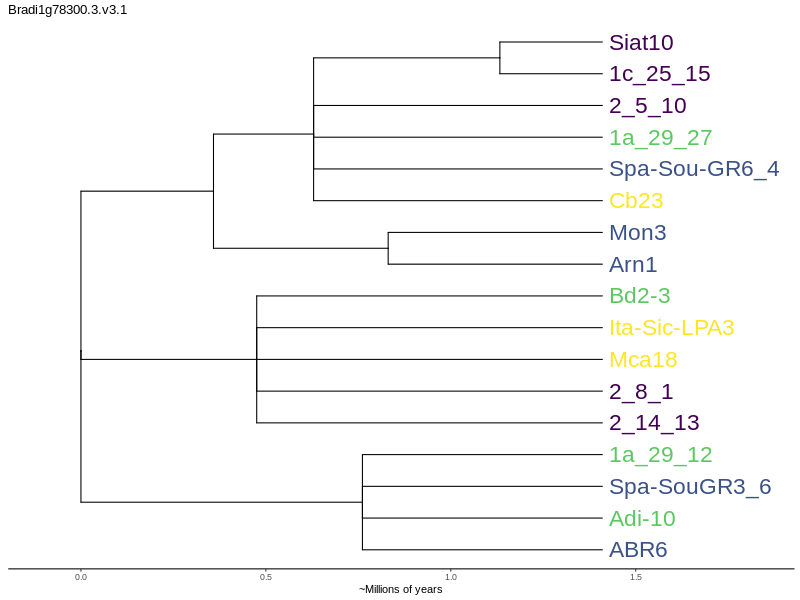 Bradi1g78300.3.v3.1
Siat10
1c_25_15
2_5_10
1a_29_27
Spa-Sou-GR6_4
Cb23
Mon3
Arn1
Bd2-3
Ita-Sic-LPA3
Mca18
2_8_1
2_14_13
1a_29_12
Spa-SouGR3_6
Adi-10
ABR6
0.0 0.5 1.0 1.5
~Millions of years